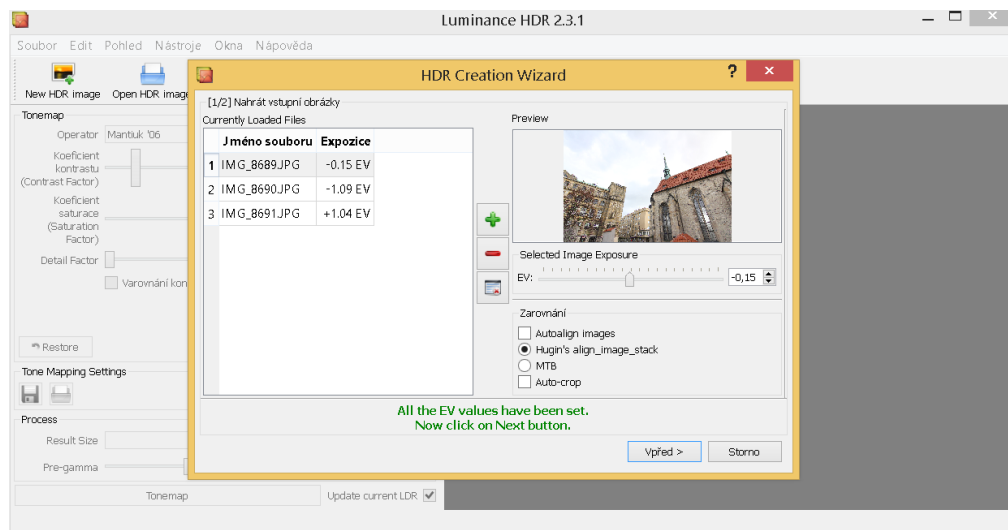 Luminance HDR 2.3.1
Soubor Edit Pohled Nástroje Okna Nápověda
New HDR image Open HDR image
Tonemap
Operator Mantiuk '06
Koeficient
kontrastu
(Contrast Factor)
Koeficient
saturace
(Saturation
Factor)
Detail Factor
Varovnání kon
Restore
Tone Mapping Settings
Process
Result Size
Pre-gamma
Tonemap
Update current LDR
HDR Creation Wizard
?
[1/2] Nahrát vstupní obrázky
Currently Loaded Files
Jméno souboru Expozice
1 IMG_8689.JPG -0.15 EV
2 IMG_8690.JPG -1.09 EV
3 IMG_8691.JPG +1.04 EV
Preview
Selected Image Exposure
EV: -0,15
Zarovnání
Autoalign images
Hugin's align_image_stack
MTB
Auto-crop
All the EV values have been set.
Now click on Next button.
Vpřed > Storno